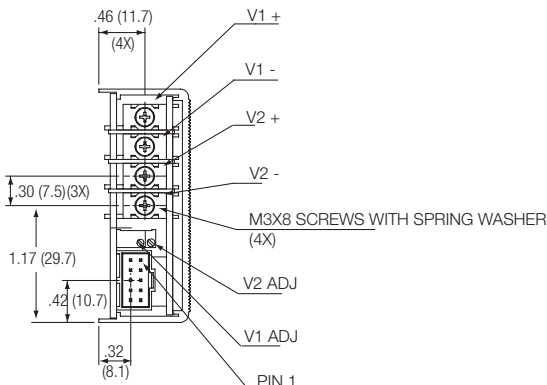 .46 (11.7)
(4X)
V1 +
V1 -
V2 +
V2 -
.30 (7.5)(3X)
M3X8 SCREWS WITH SPRING WASHER
(4X)
1.17 (29.7)
V2 ADJ
.42 (10.7)
V1 ADJ
.32
(8.1)
PIN 1